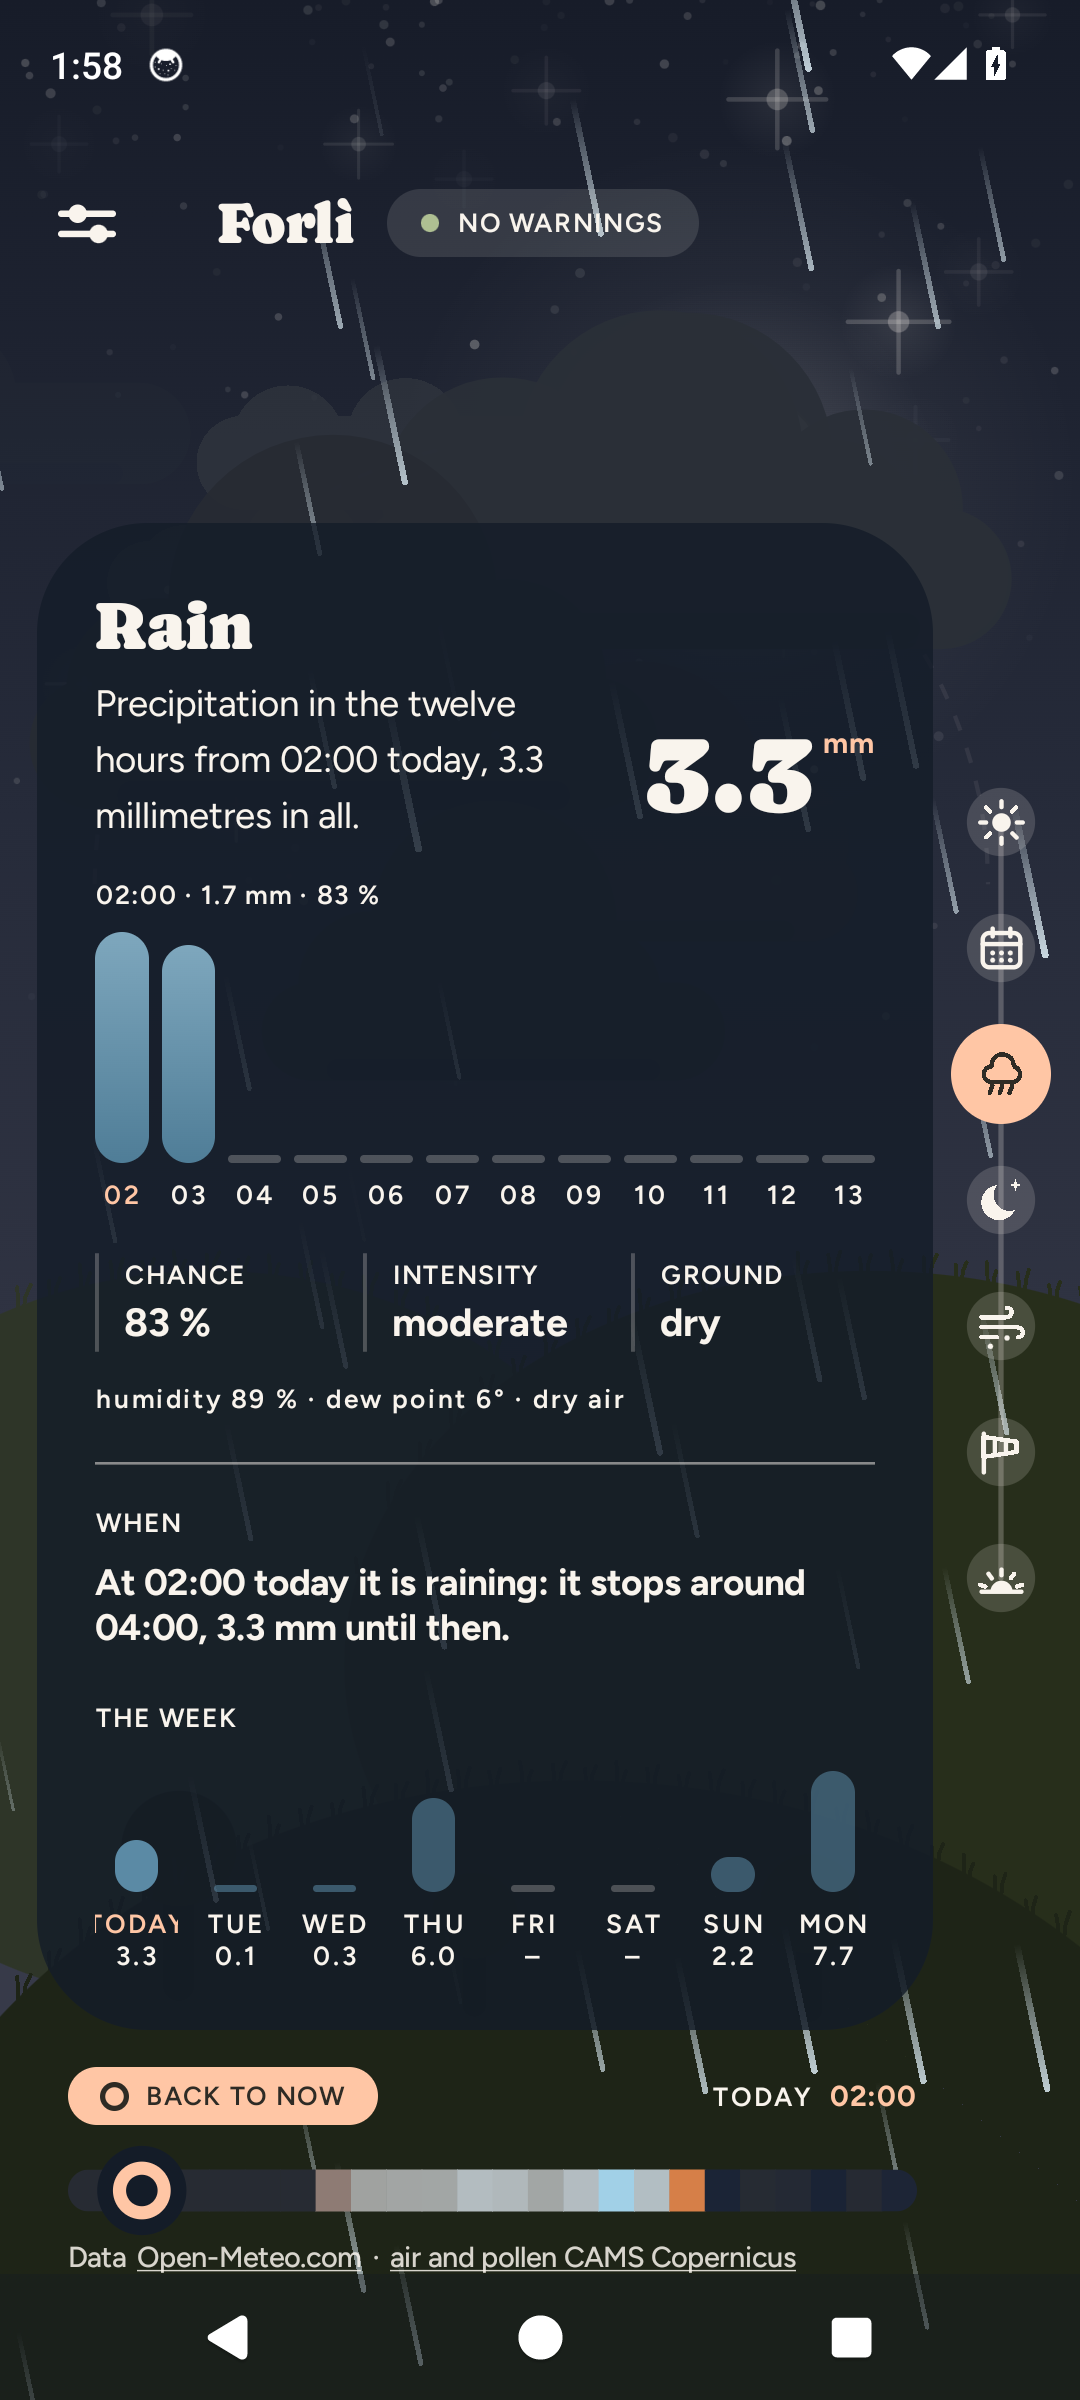 1:58
Forlì
NO WARNINGS
Rain
Precipitation in the twelve
hours from 02:00 today, 3.3
millimetres in all.
3.3 mm
02:00 · 1.7 mm · 83 %
02 03 04 05 06 07 08 09 10 11 12 13
CHANCE INTENSITY GROUND
83 % moderate dry
humidity 89 % · dew point 6° · dry air
WHEN
At 02:00 today it is raining: it stops around
04:00, 3.3 mm until then.
THE WEEK
TODAY TUE WED THU FRI SAT SUN MON
3.3 0.1 0.3 6.0 – – 2.2 7.7
BACK TO NOW
TODAY 02:00
Data Open-Meteo.com · air and pollen CAMS Copernicus